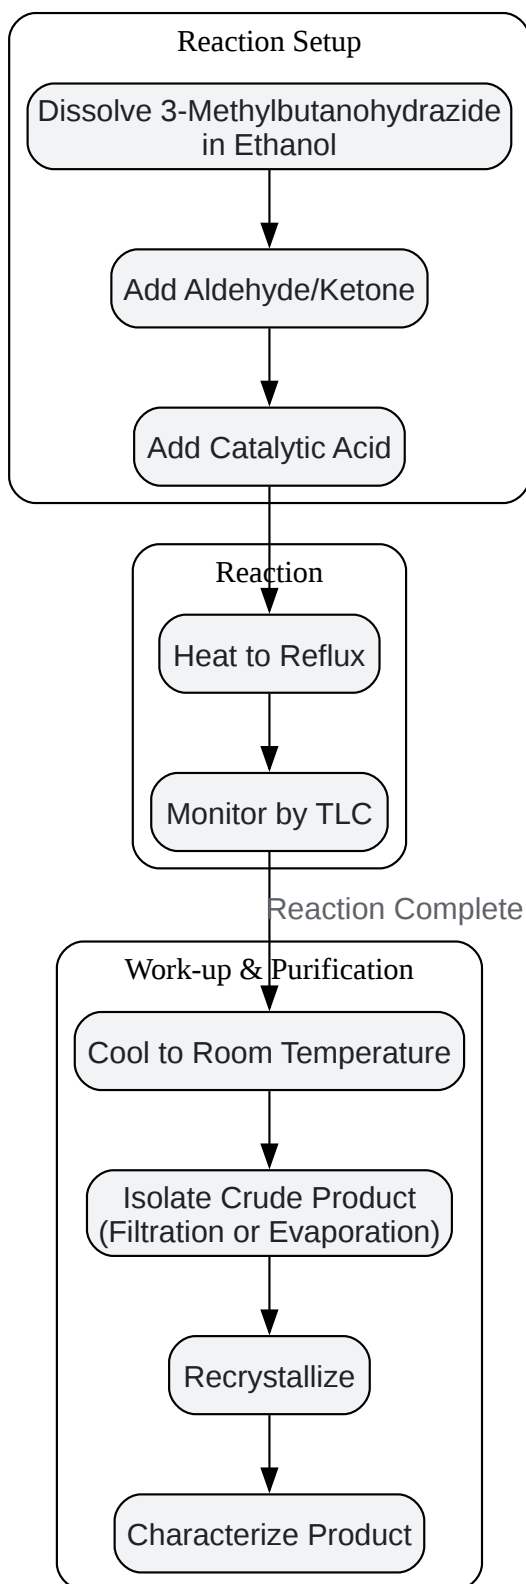 Reaction Setup
Dissolve 3-Methylbutanohydrazide
in Ethanol
Add Aldehyde/Ketone
Add Catalytic Acid
Reaction
Heat to Reflux
Monitor by TLC
Reaction Complete
Work-up & Purification
Cool to Room Temperature
Isolate Crude Product
(Filtration or Evaporation)
Recrystallize
Characterize Product